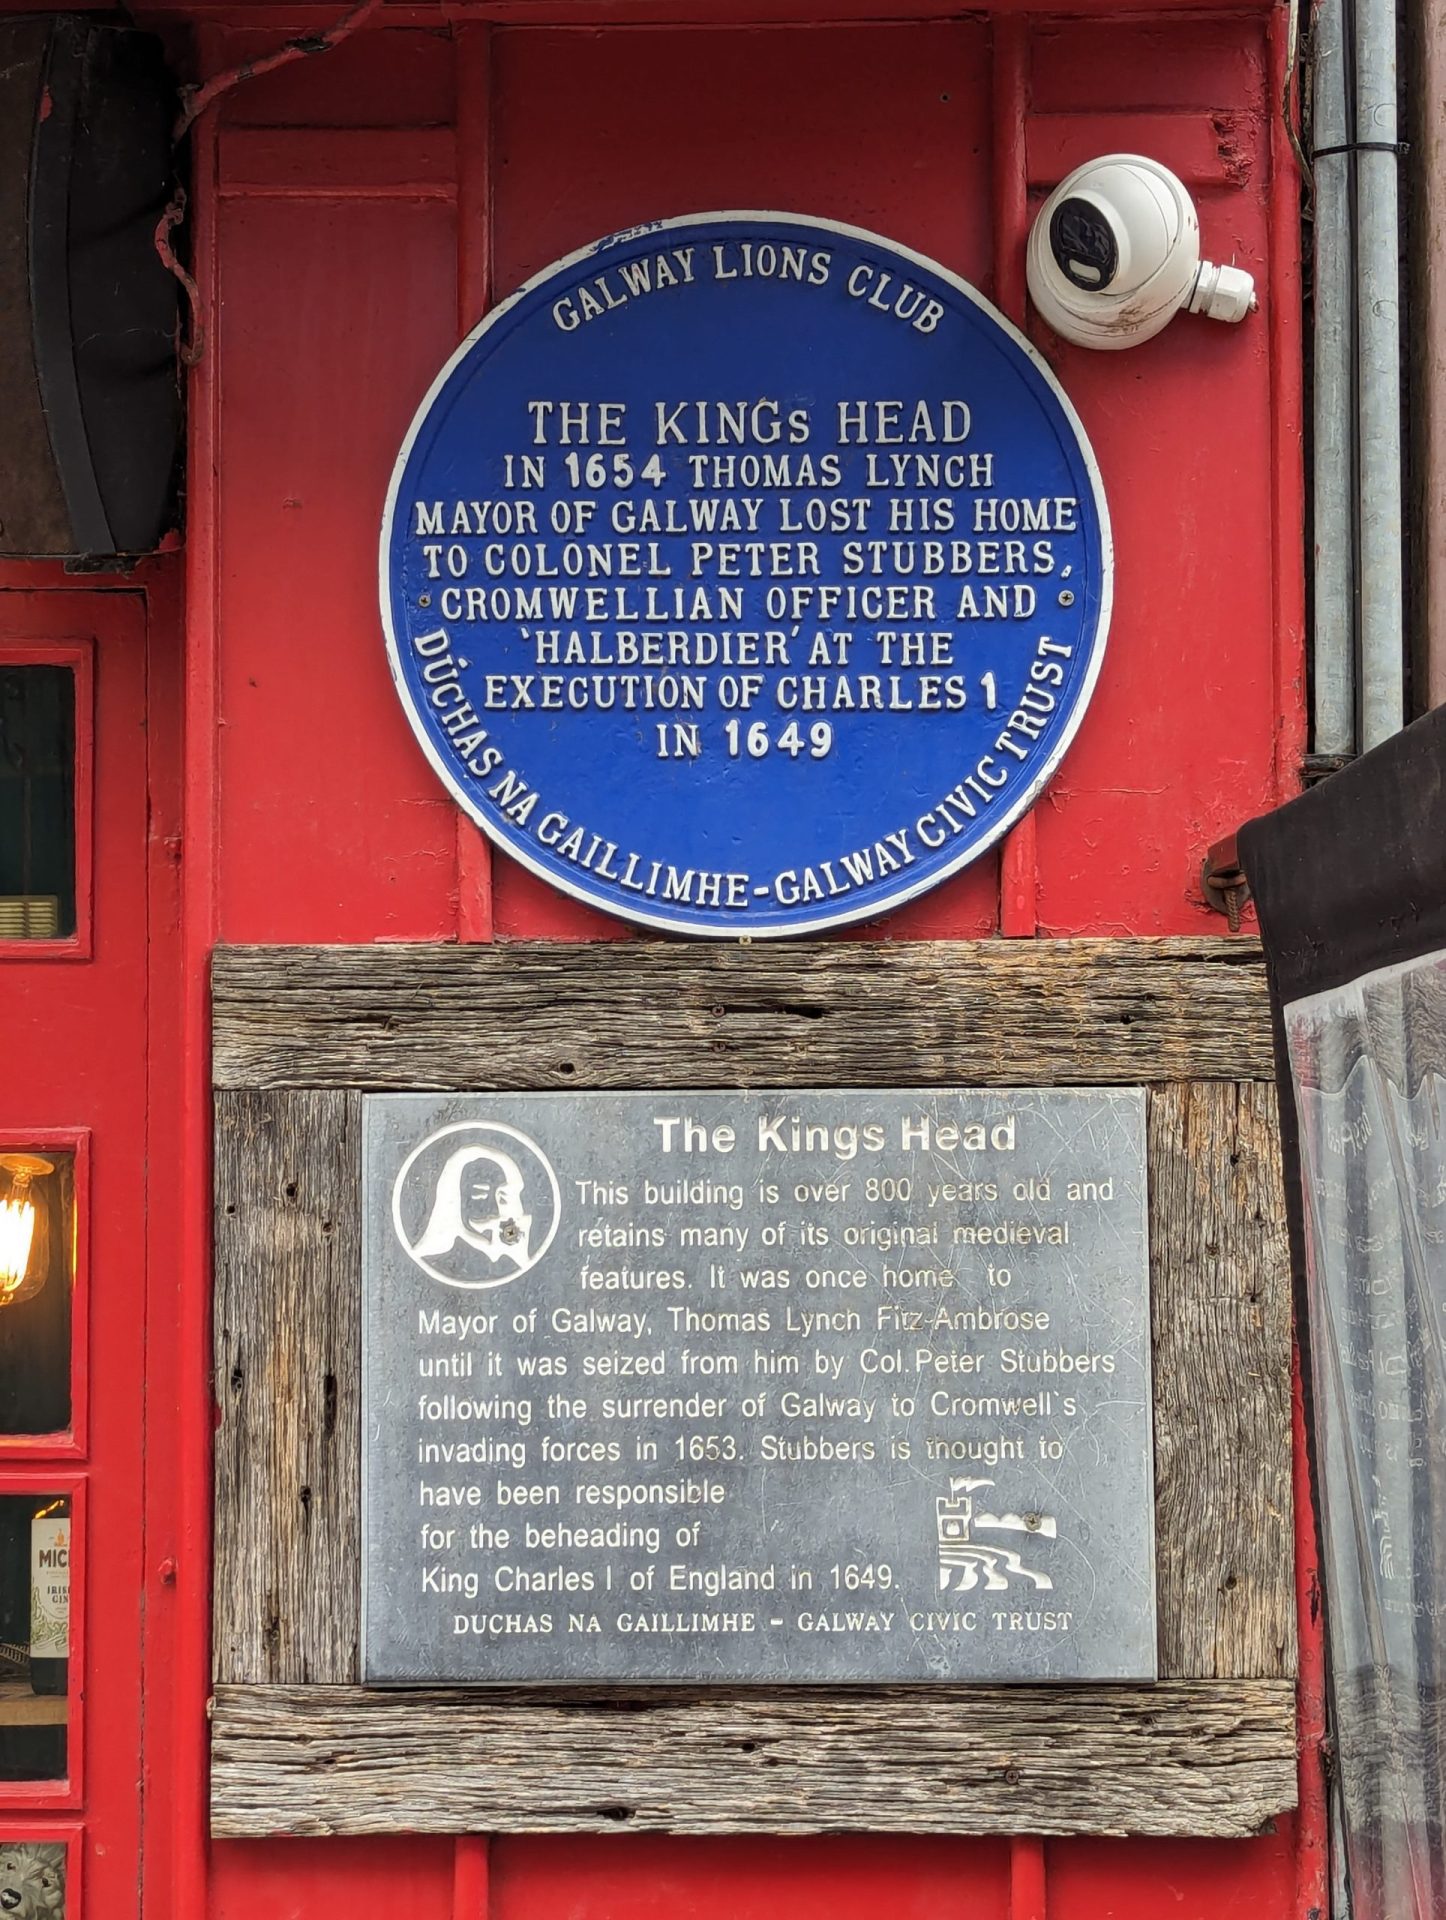 GALWAY LIONS CLUB
THE KINGs HEAD
IN 1654 THOMAS LYNCH
MAYOR OF GALWAY LOST HIS HOME
TO COLONEL PETER STUBBERS,
CROMWELLIAN OFFICER AND
'HALBERDIER' AT THE
EXECUTION OF CHARLES 1
IN 1649
DÚCHAS NA GAILLIMHE-GALWAY CIVIC TRUST
The Kings Head
This building is over 800 years old and
retains many of its original medieval
features. It was once home to
Mayor of Galway, Thomas Lynch Fitz-Ambrose
until it was seized from him by Col. Peter Stubbers
following the surrender of Galway to Cromwell`s
invading forces in 1653. Stubbers is thought to
have been responsible
for the beheading of
King Charles I of England in 1649.
DUCHAS NA GAILLIMHE - GALWAY CIVIC TRUST